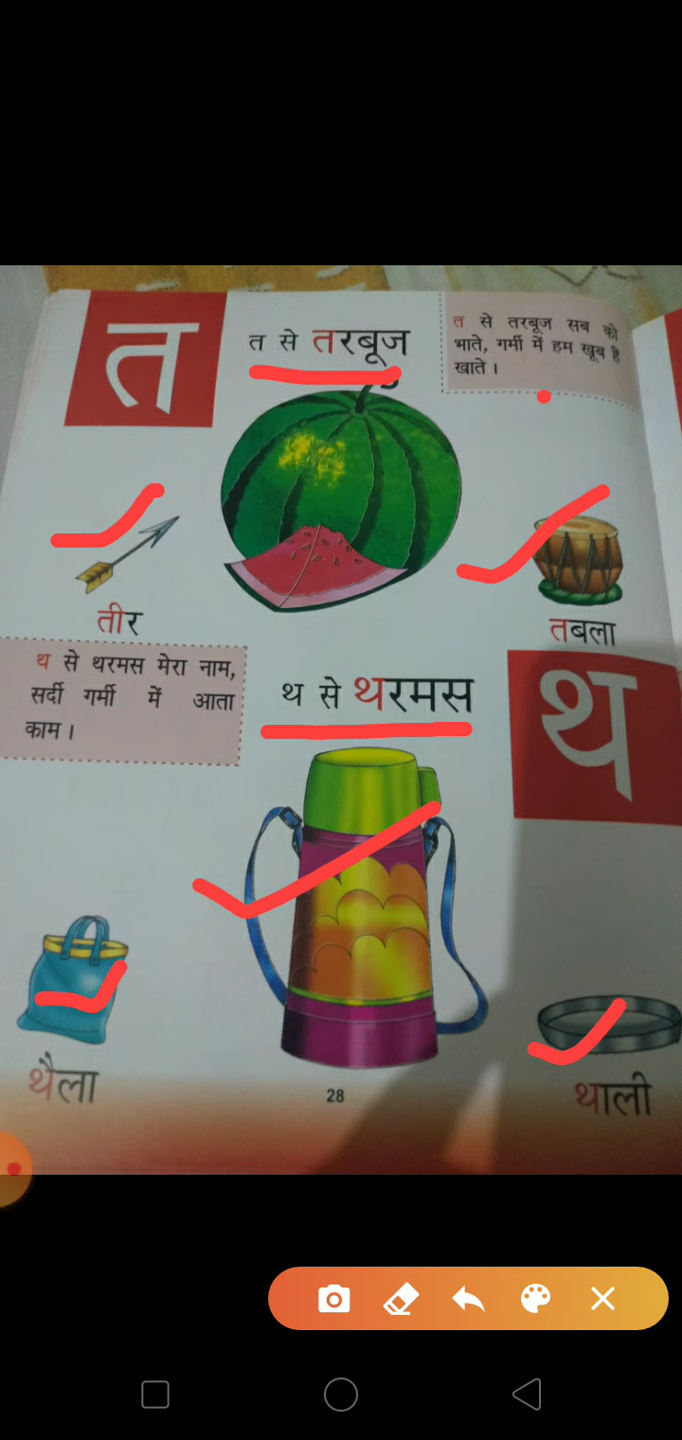 त
त से तरबूज
त से तरबूज सब को
भाते, गर्मी में हम खूब है
खाते।
तीर
तबला
थ से थरमस मेरा नाम,
सर्दी गर्मी में आता
काम।
थ से थरमस
थ
थैला
28
थाली